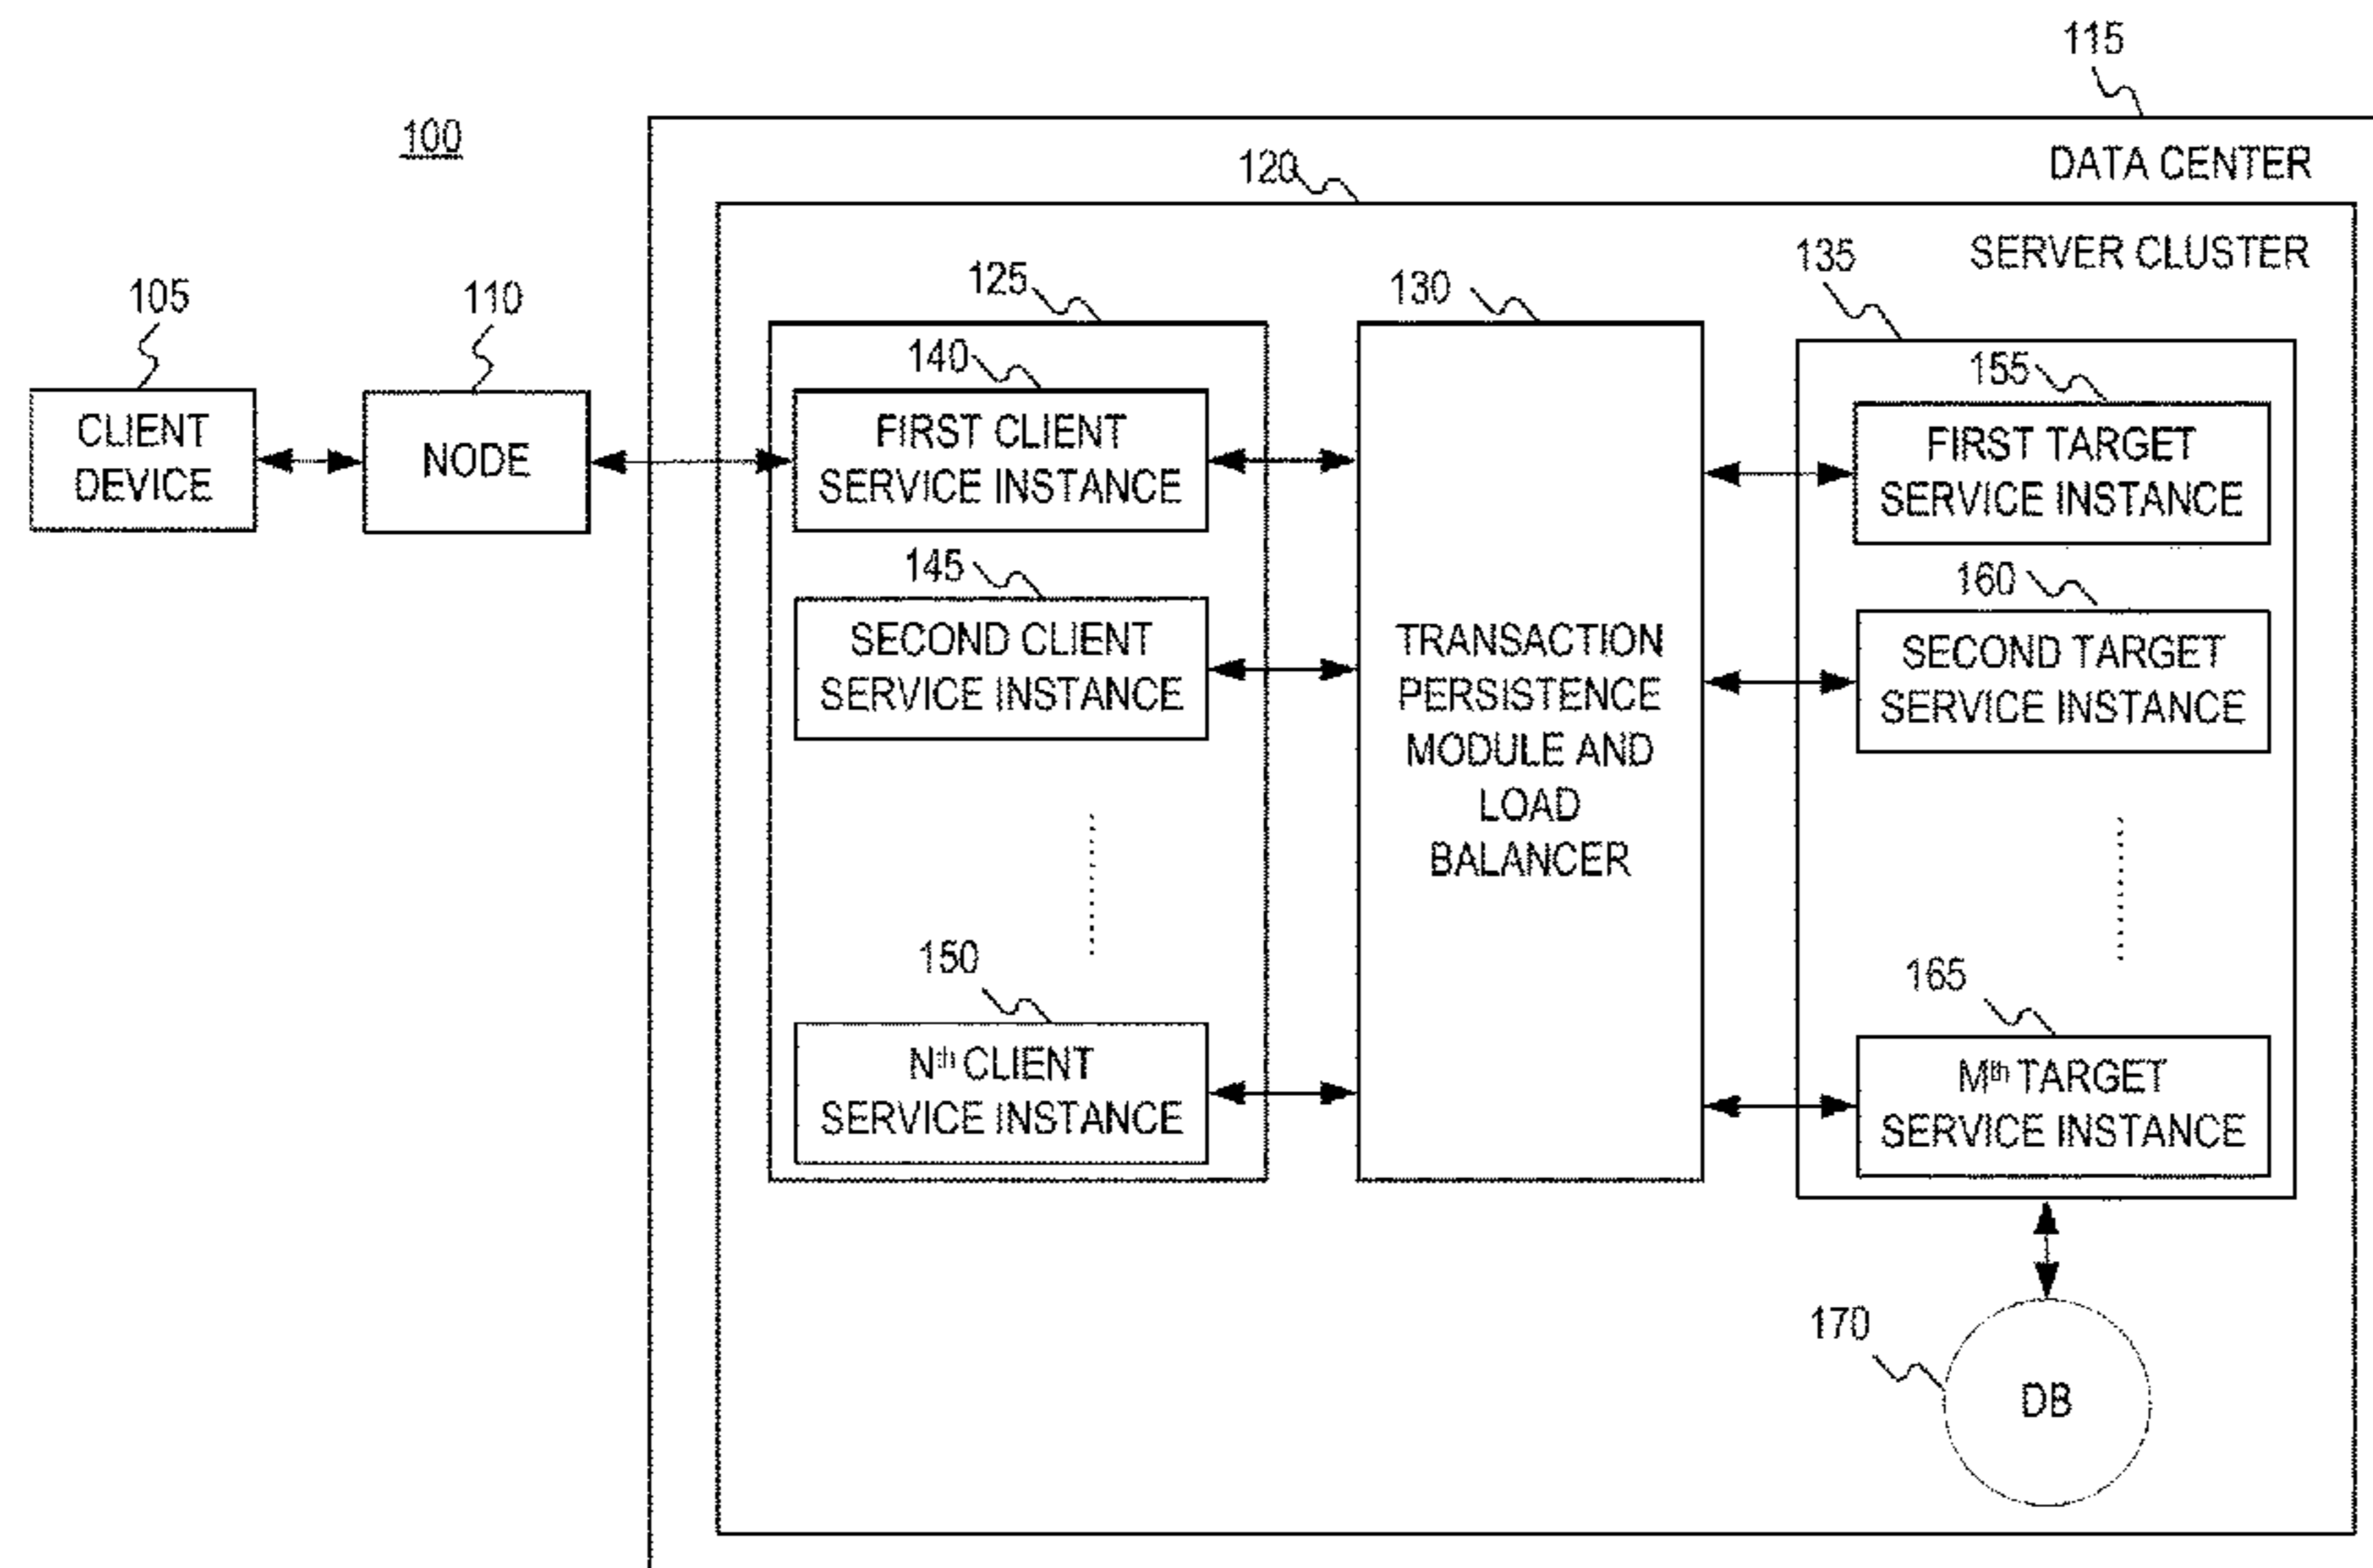 115
100
DATA CENTER
120
SERVER CLUSTER
135
125
130
105
110
140
155
CLIENT
DEVICE
NODE
FIRST CLIENT
SERVICE INSTANCE
FIRST TARGET
SERVICE INSTANCE
145
160
SECOND CLIENT
SERVICE INSTANCE
TRANSACTION
PERSISTENCE
MODULE AND
LOAD
BALANCER
SECOND TARGET
SERVICE INSTANCE
150
165
Nth CLIENT
SERVICE INSTANCE
Mth TARGET
SERVICE INSTANCE
170
DB